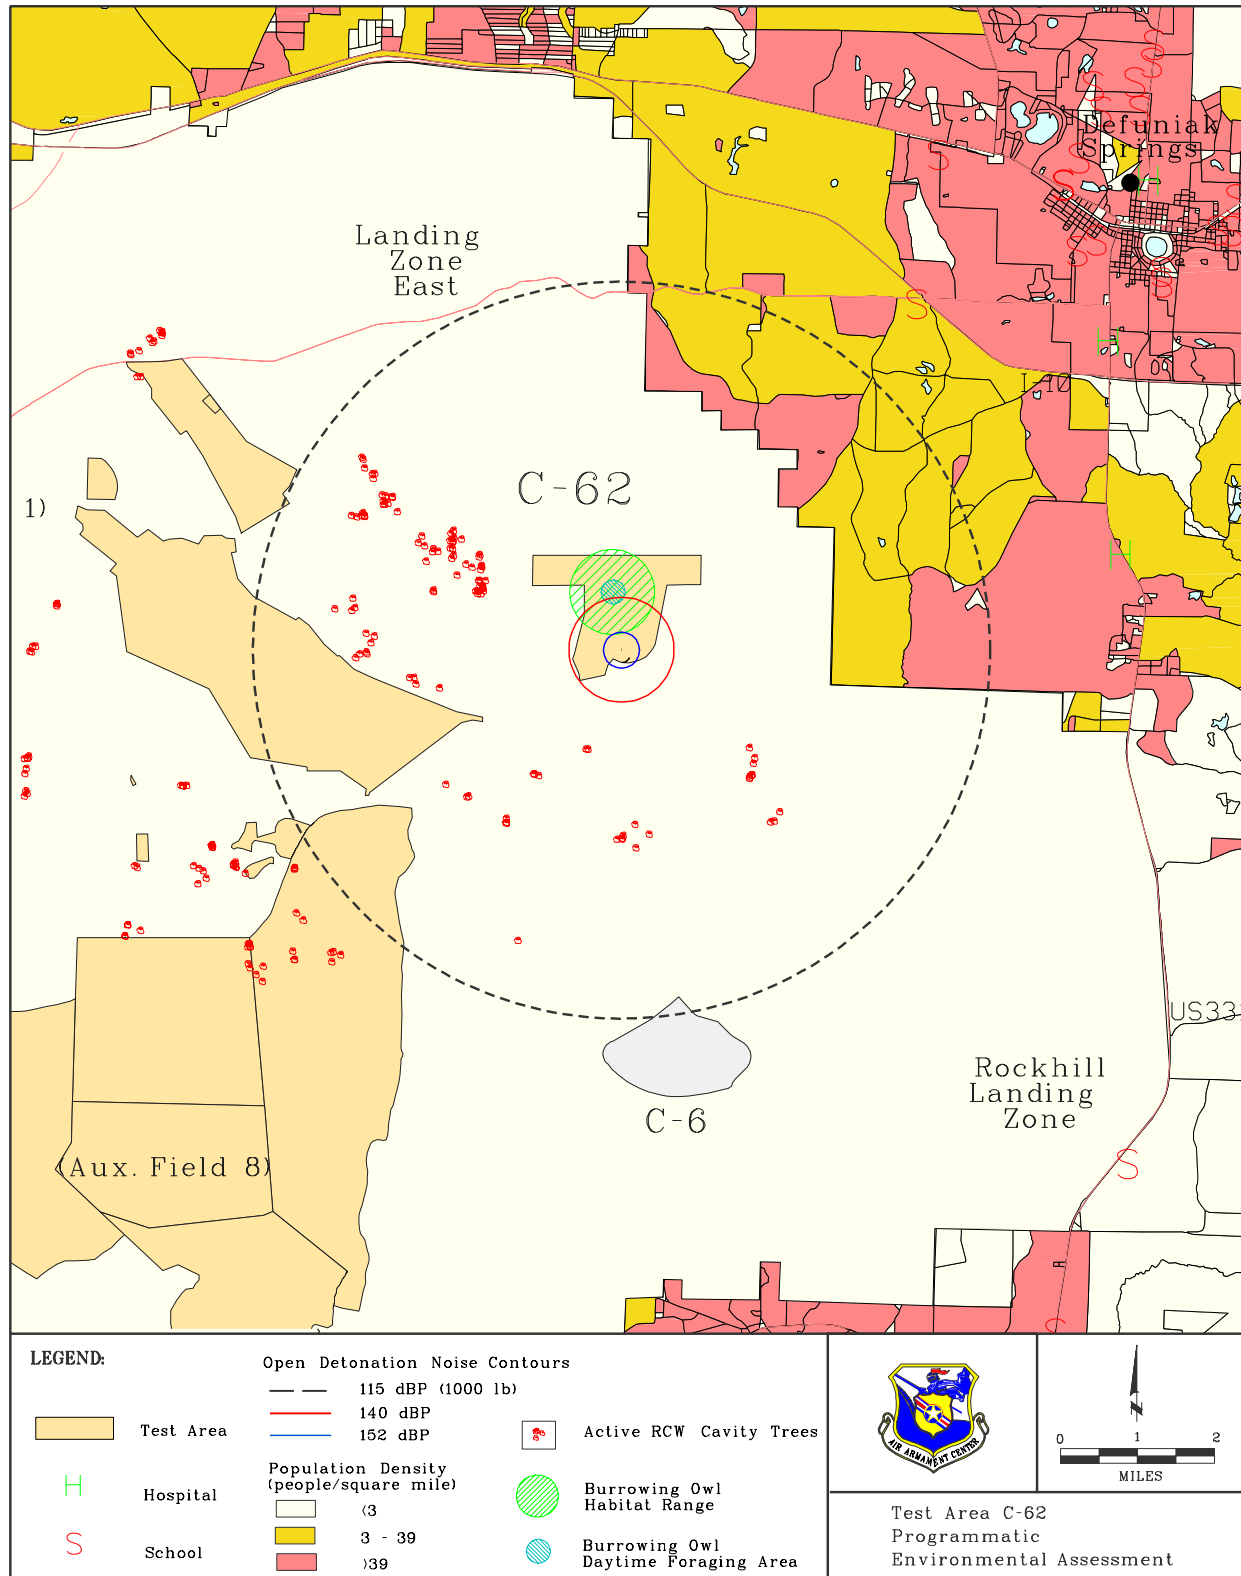 Defuniak
Springs
Landing
Zone
East
I-10
C-62
1)
US331
Rockhill
Landing
Zone
C-6
(Aux. Field 8)
LEGEND:
Open Detonation Noise Contours
115 dBP (1000 lb)
140 dBP
152 dBP
Test Area
Active RCW Cavity Trees
Population Density
(people/square mile)
Hospital
Burrowing Owl
Habitat Range
(3
3 - 39
School
Burrowing Owl
Daytime Foraging Area
)39
AIR ARMAMENT CENTER
N
0 1 2
MILES
Test Area C-62
Programmatic
Environmental Assessment
H
S